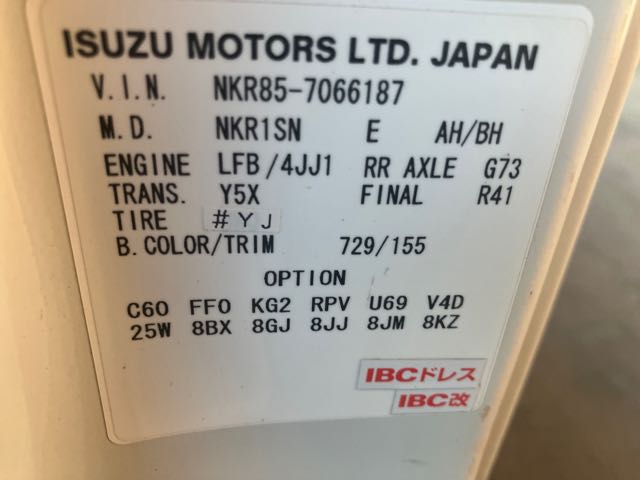 ISUZU MOTORS LTD. JAPAN
V.I.N. NKR85-7066187
M.D. NKR1SN E AH/BH
ENGINE LFB/4JJ1 RR AXLE G73
TRANS. Y5X FINAL R41
TIRE #YJ
B.COLOR/TRIM 729/155
OPTION
C60 FF0 KG2 RPV U69 V4D
25W 8BX 8GJ 8JJ 8JM 8KZ
IBCドレス
IBC改